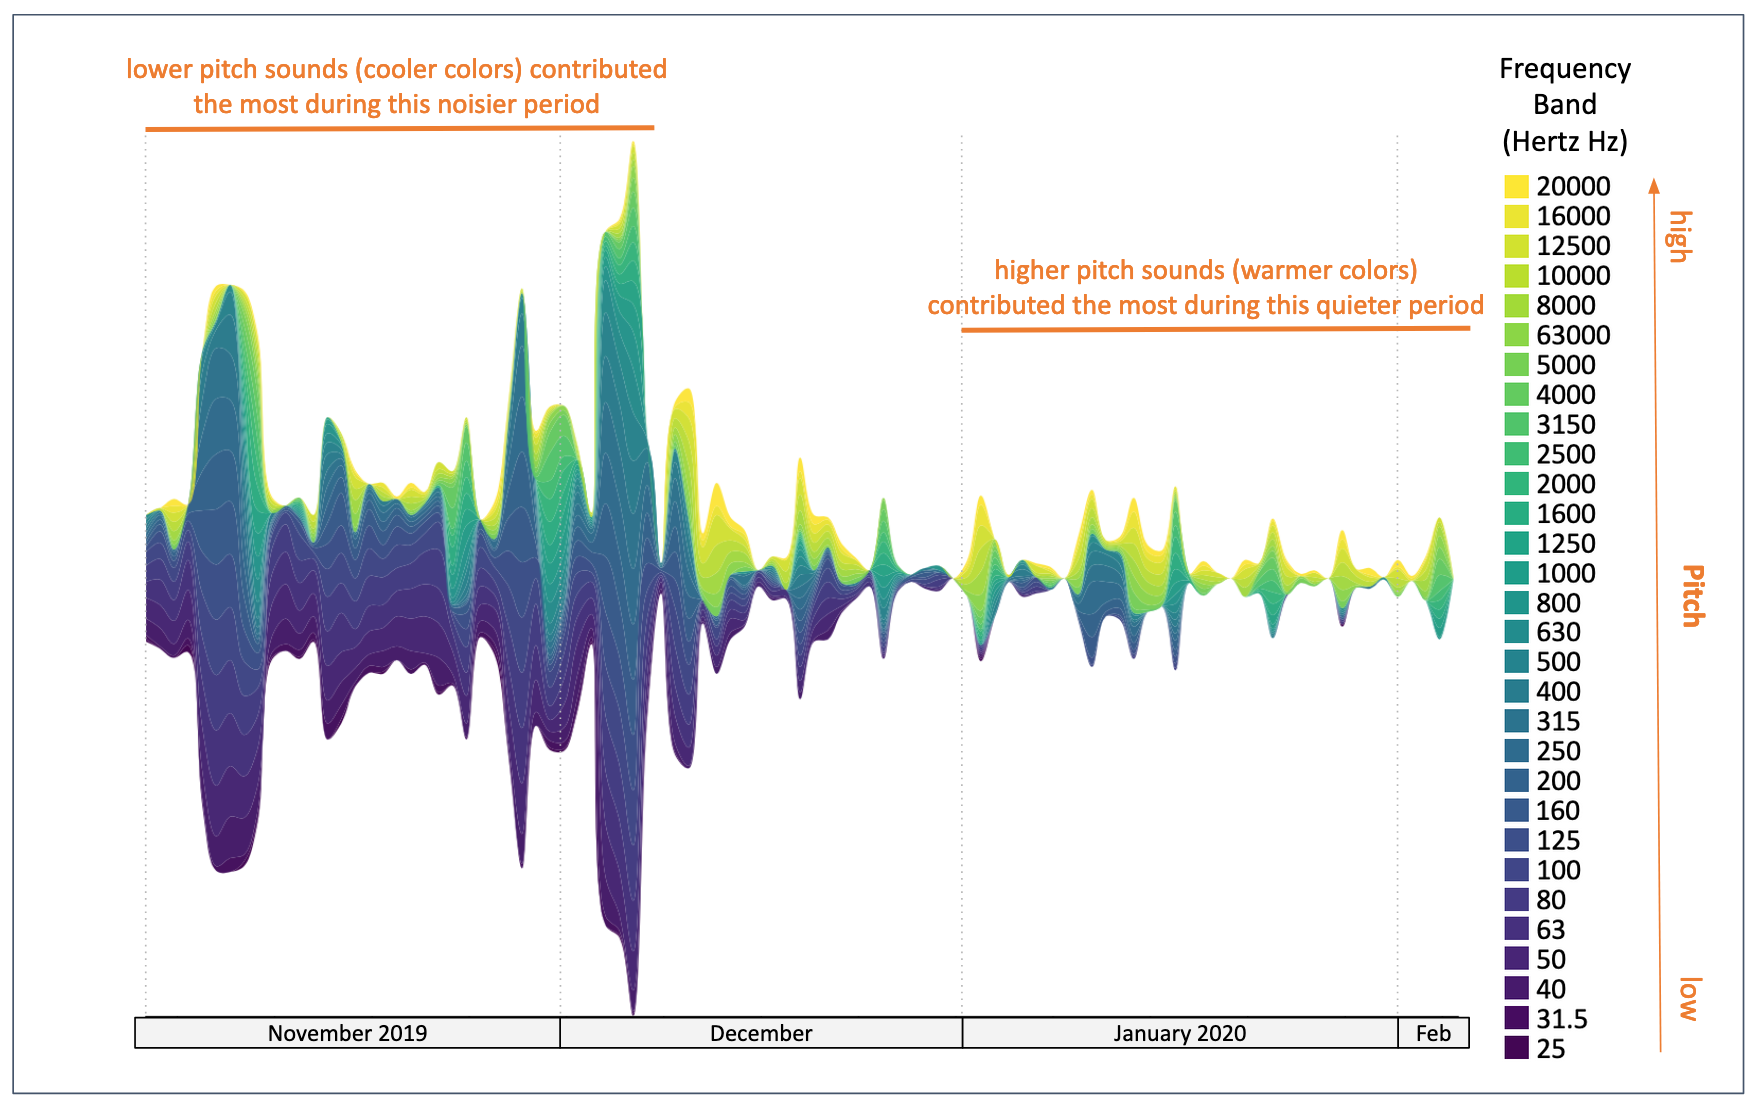 lower pitch sounds (cooler colors) contributed
the most during this noisier period
higher pitch sounds (warmer colors)
contributed the most during this quieter period
Frequency
Band
(Hertz Hz)
20000
16000
12500
10000
8000
63000
5000
4000
3150
2500
2000
1600
1250
1000
800
630
500
400
315
250
200
160
125
100
80
63
50
40
31.5
25
high
Pitch
low
November 2019
December
January 2020
Feb